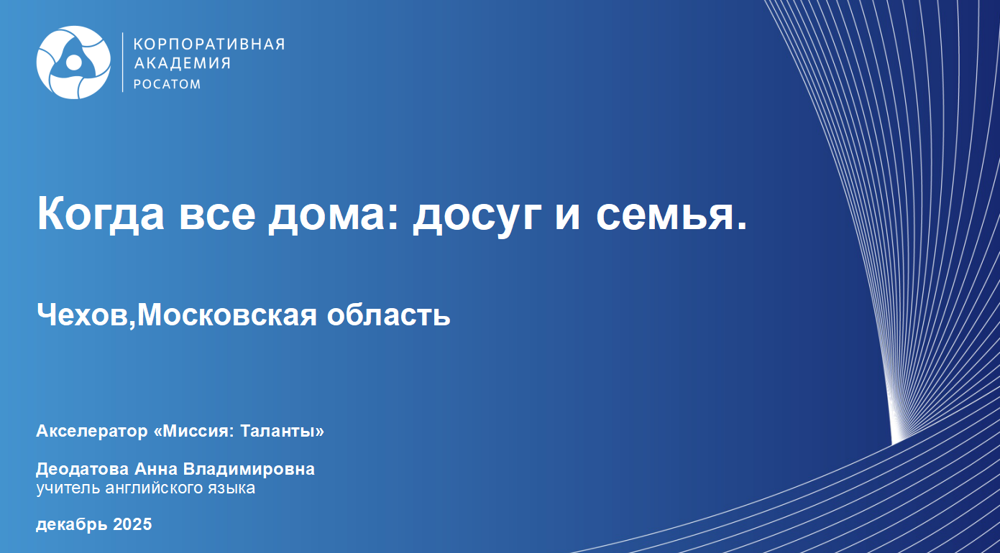 КОРПОРАТИВНАЯ
АКАДЕМИЯ
РОСАТОМ
Когда все дома: досуг и семья.
Чехов,Московская область
Акселератор «Миссия: Таланты»
Деодатова Анна Владимировна
учитель английского языка
декабрь 2025